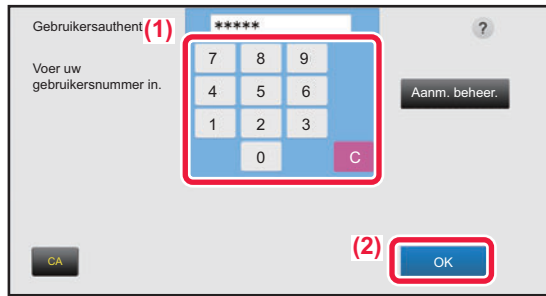 Gebruikersauthent
(1)
*****
?
Voer uw
gebruikersnummer in.
7 8 9
4 5 6
1 2 3
0 C
Aanm. beheer.
(2)
CA
OK